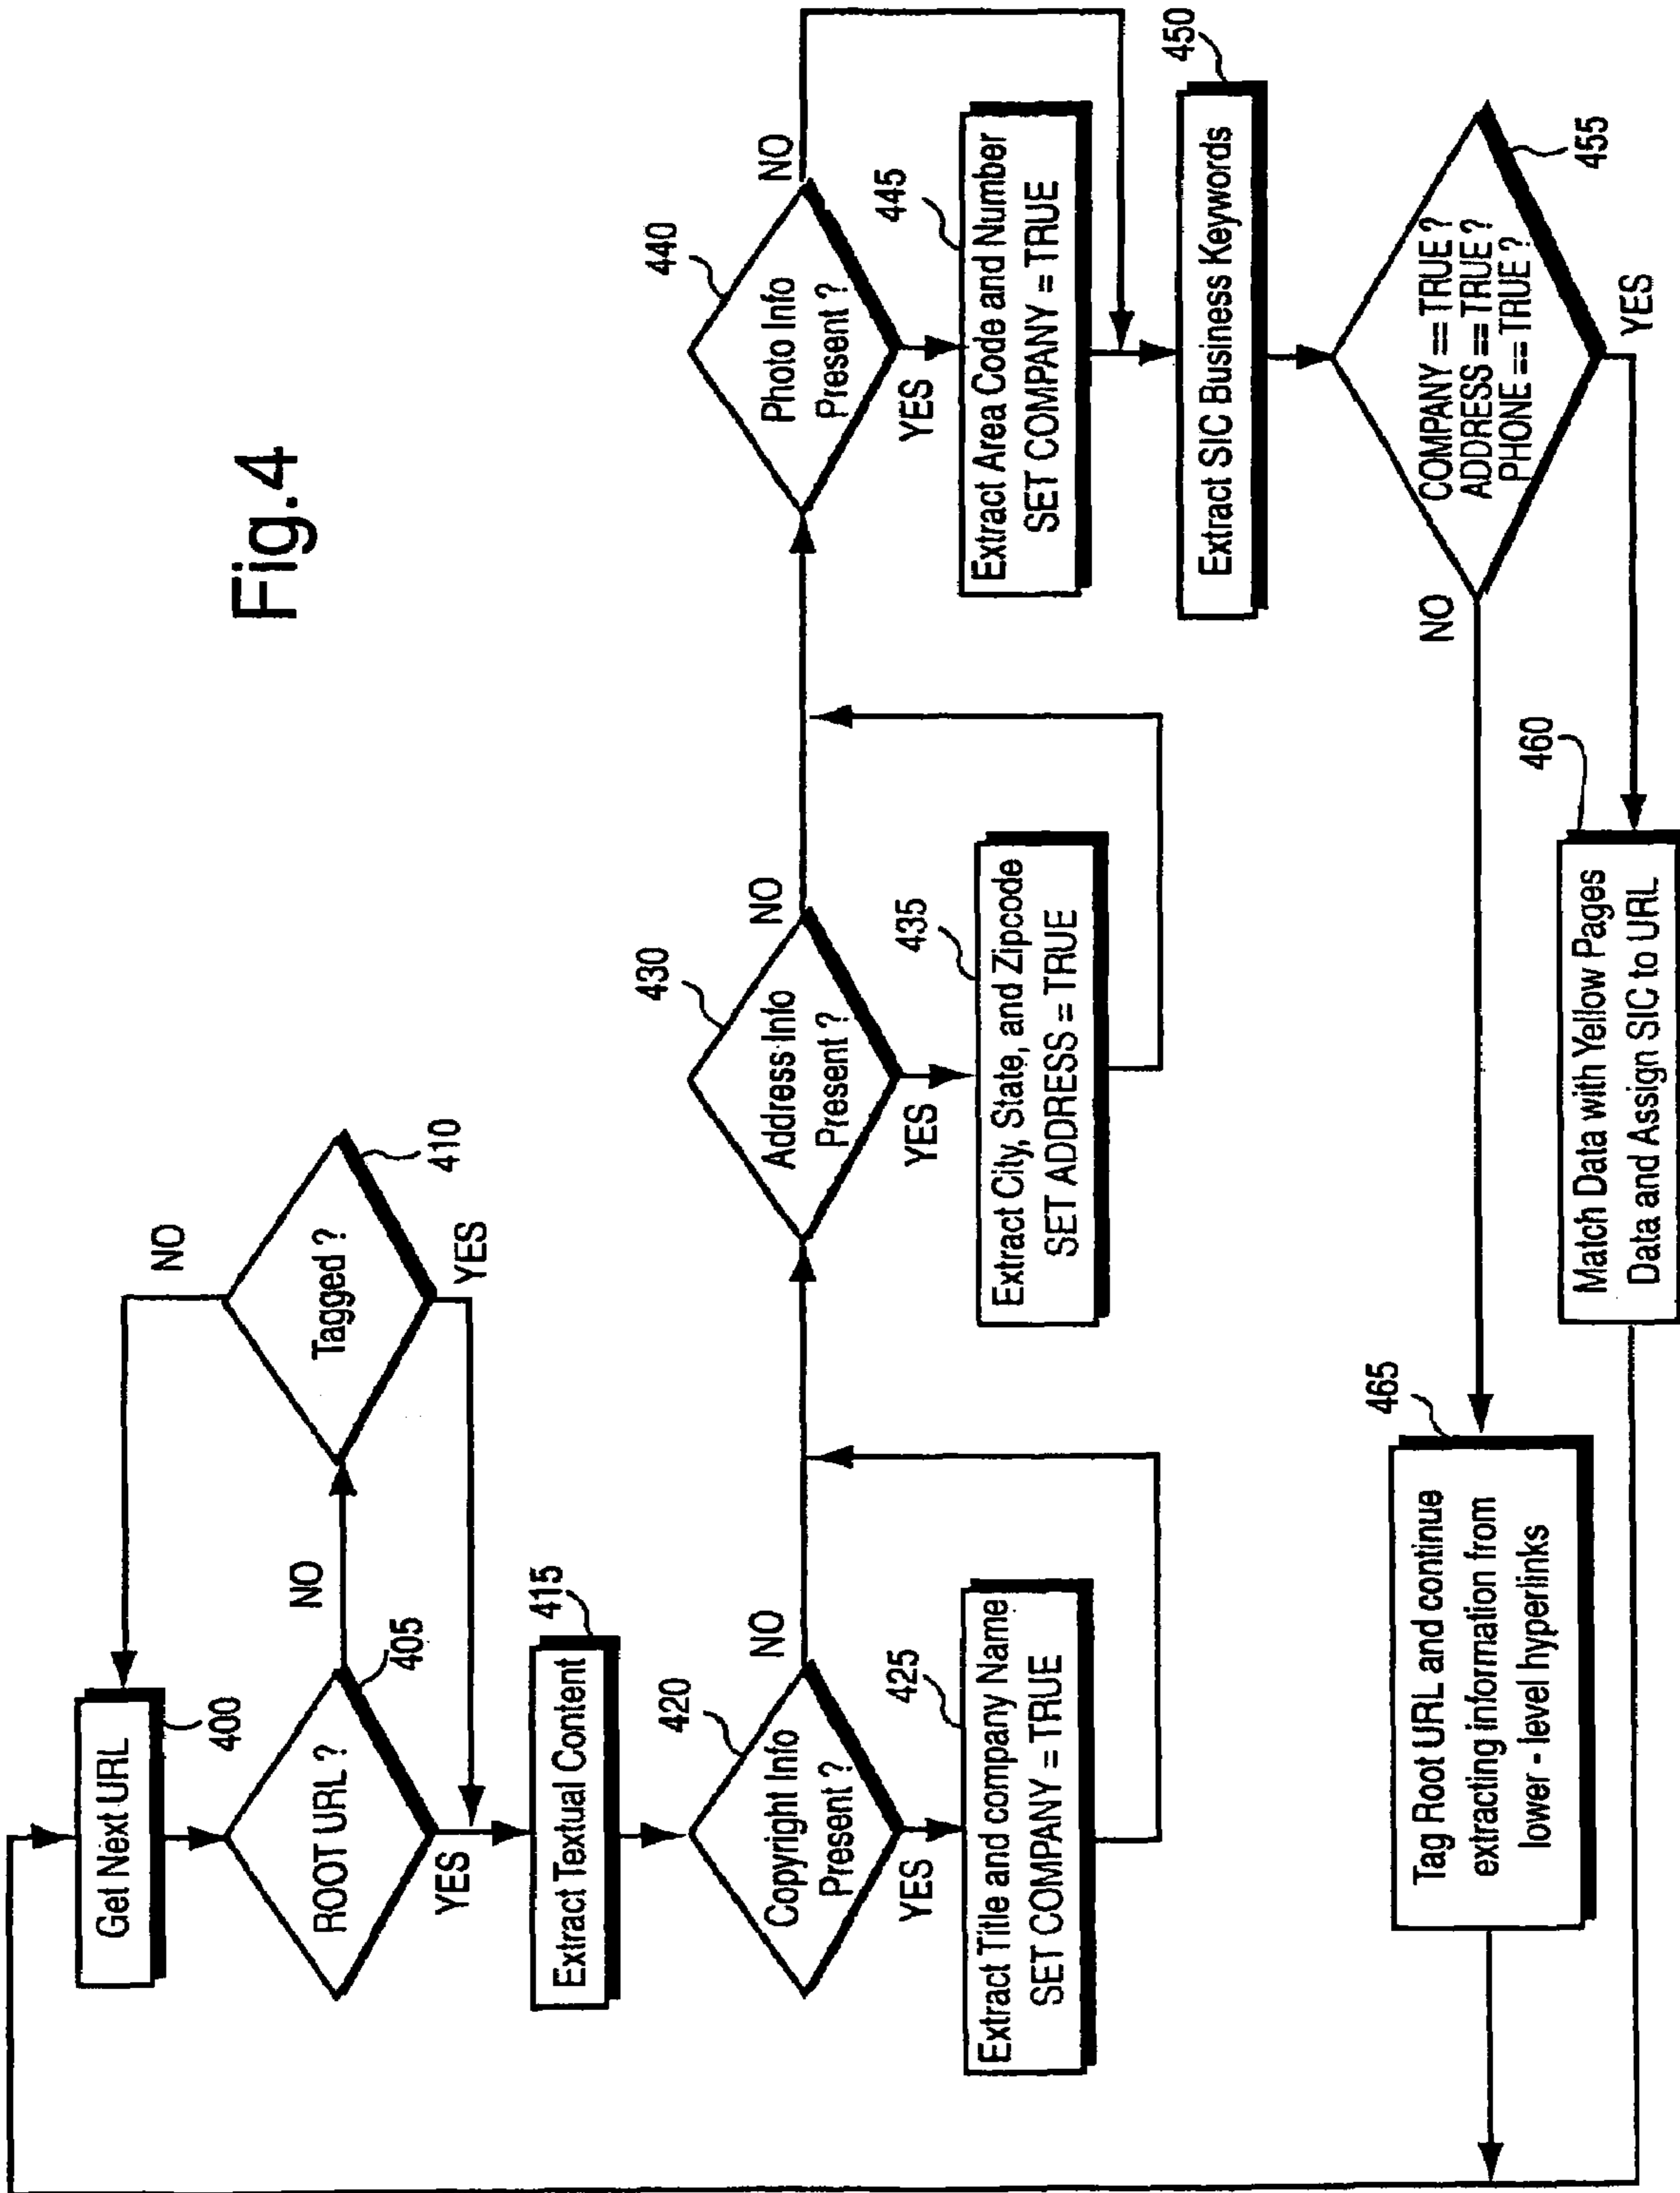 Fig.4
Get Next URL
400
ROOT URL ?
405
NO
YES
Tagged ?
410
NO
YES
Extract Textual Content
415
Copyright Info
Present ?
420
NO
YES
Extract Title and company Name
SET COMPANY = TRUE
425
Address Info
Present ?
430
NO
YES
Extract City, State, and Zipcode
SET ADDRESS = TRUE
435
Photo Info
Present ?
440
NO
YES
Extract Area Code and Number
SET COMPANY = TRUE
445
Extract SIC Business Keywords
450
COMPANY == TRUE ?
ADDRESS == TRUE ?
PHONE == TRUE ?
455
NO
YES
Match Data with Yellow Pages
Data and Assign SIC to URL
460
Tag Root URL and continue
extracting information from
lower - level hyperlinks
465